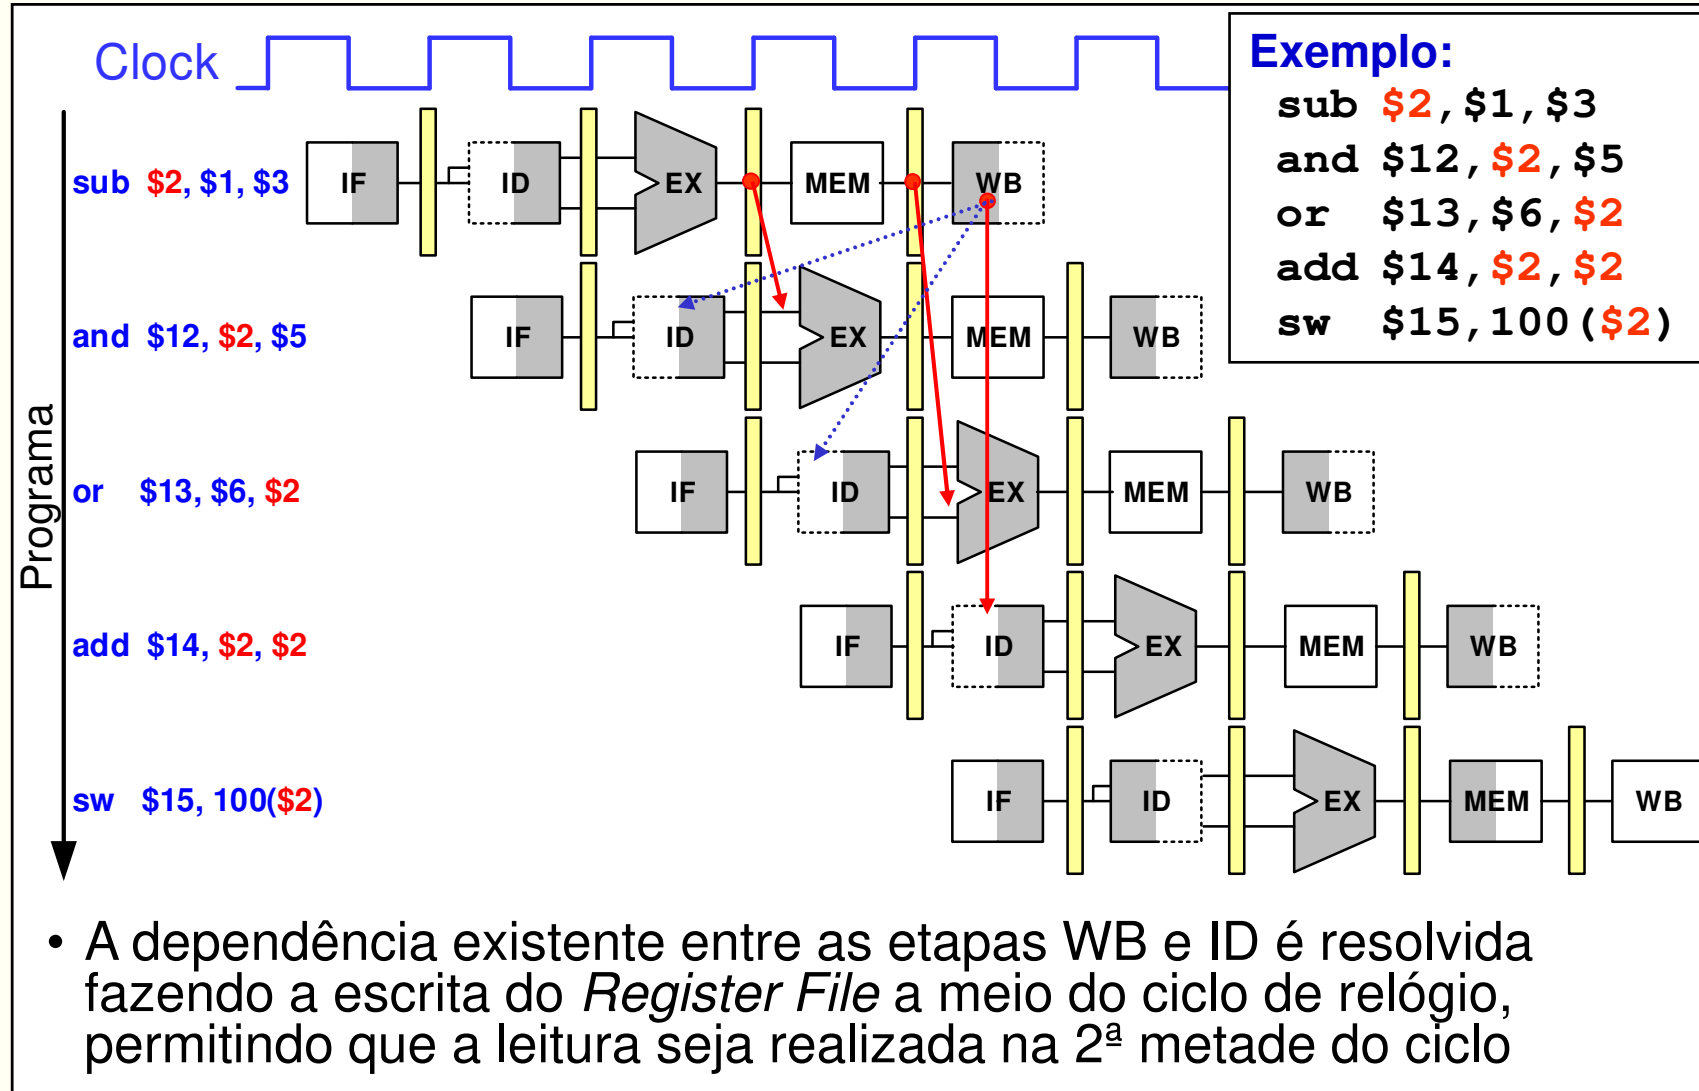 Clock
Exemplo:
sub $2,$1,$3
and $12,$2,$5
or $13,$6,$2
add $14,$2,$2
sw $15,100($2)
Programa
sub $2, $1, $3
IF ID EX MEM WB
and $12, $2, $5
IF ID EX MEM WB
or $13, $6, $2
IF ID EX MEM WB
add $14, $2, $2
IF ID EX MEM WB
sw $15, 100($2)
IF ID EX MEM WB
• A dependência existente entre as etapas WB e ID é resolvida
fazendo a escrita do Register File a meio do ciclo de relógio,
permitindo que a leitura seja realizada na 2ª metade do ciclo